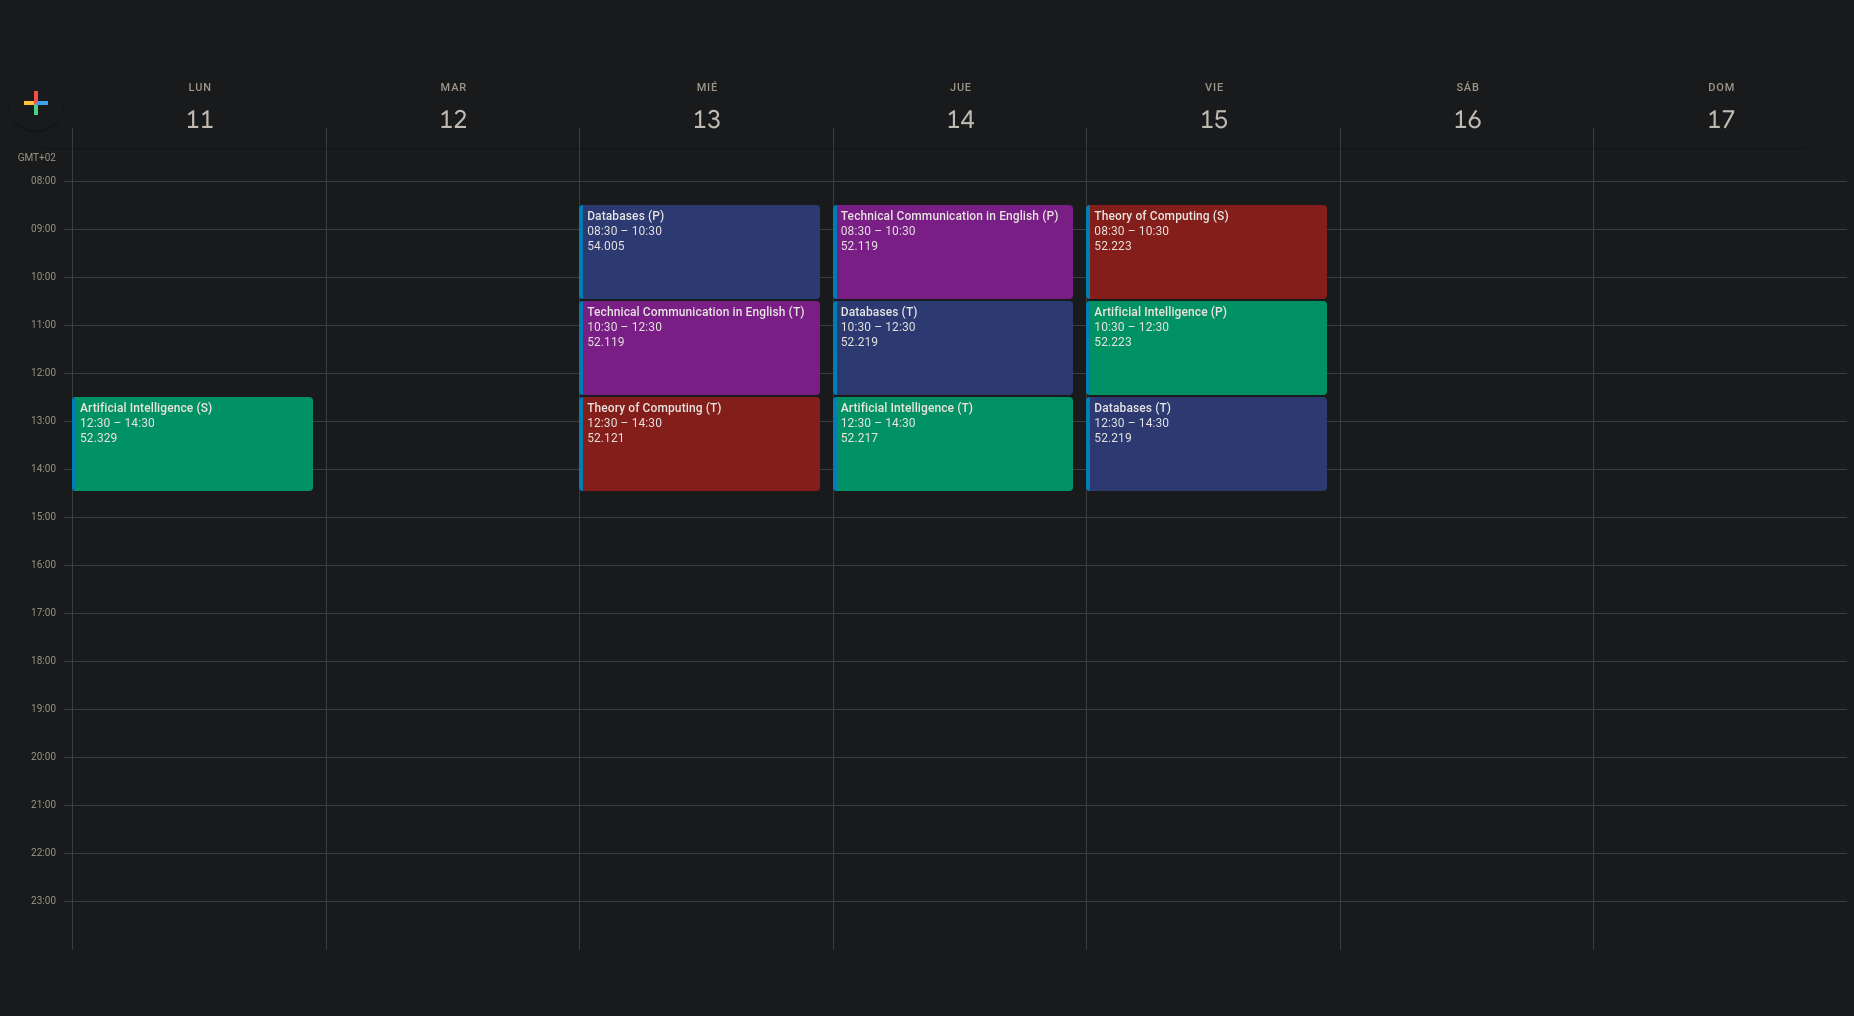 LUN
11
MAR
12
MIÉ
13
JUE
14
VIE
15
SÁB
16
DOM
17
GMT+02
08:00
09:00
10:00
11:00
12:00
13:00
14:00
15:00
16:00
17:00
18:00
19:00
20:00
21:00
22:00
23:00
Artificial Intelligence (S)
12:30 – 14:30
52.329
Databases (P)
08:30 – 10:30
54.005
Technical Communication in English (T)
10:30 – 12:30
52.119
Theory of Computing (T)
12:30 – 14:30
52.121
Technical Communication in English (P)
08:30 – 10:30
52.119
Databases (T)
10:30 – 12:30
52.219
Artificial Intelligence (T)
12:30 – 14:30
52.217
Theory of Computing (S)
08:30 – 10:30
52.223
Artificial Intelligence (P)
10:30 – 12:30
52.223
Databases (T)
12:30 – 14:30
52.219